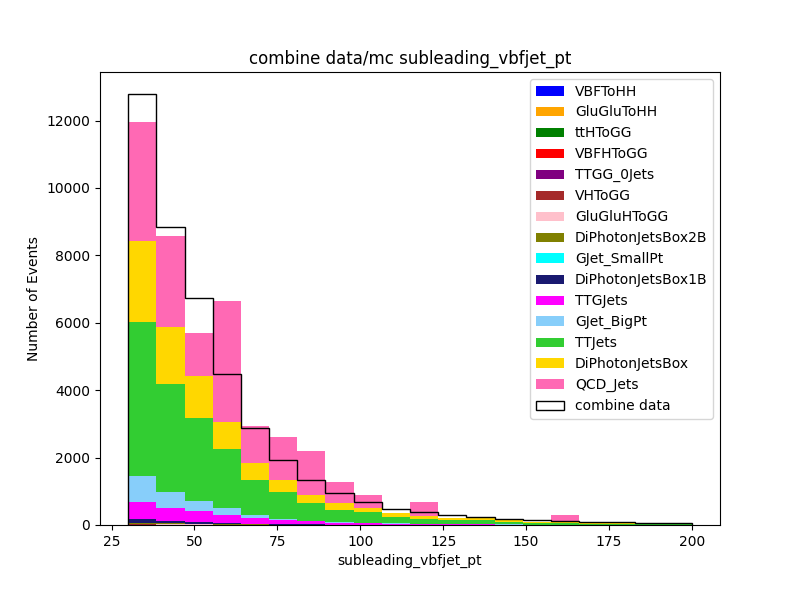 combine data/mc subleading_vbfjet_pt
Number of Events
12000
10000
8000
6000
4000
2000
0
25
50
75
100
125
150
175
200
subleading_vbfjet_pt
VBFToHH
GluGluToHH
ttHToGG
VBFHToGG
TTGG_0Jets
VHToGG
GluGluHToGG
DiPhotonJetsBox2B
GJet_SmallPt
DiPhotonJetsBox1B
TTGJets
GJet_BigPt
TTJets
DiPhotonJetsBox
QCD_Jets
combine data